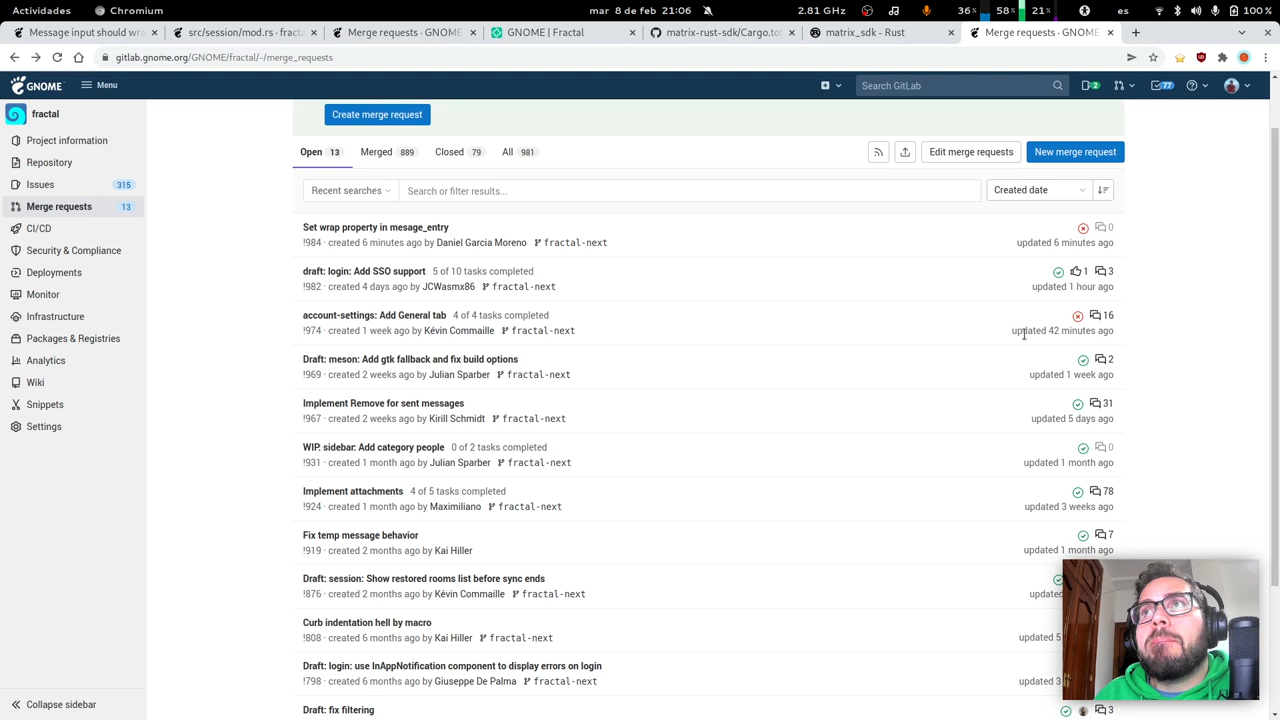 Actividades
Chromium
mar 8 de feb 21:06
2.81 GHz
36 %
58 %
21 %
es
100 %
Message input should wra
src/session/mod.rs · fracta
Merge requests · GNOME
GNOME | Fractal
matrix-rust-sdk/Cargo.to
matrix_sdk - Rust
Merge requests · GNOME
gitlab.gnome.org/GNOME/fractal/-/merge_requests
GNOME
Menu
Search GitLab
2
77
fractal
Project information
Repository
Issues 315
Merge requests 13
CI/CD
Security & Compliance
Deployments
Monitor
Infrastructure
Packages & Registries
Analytics
Wiki
Snippets
Settings
Collapse sidebar
Create merge request
Open 13 Merged 889 Closed 79 All 981
Edit merge requests
New merge request
Recent searches
Search or filter results...
Created date
Set wrap property in mesage_entry
0
!984 · created 6 minutes ago by Daniel Garcia Moreno fractal-next
updated 6 minutes ago
draft: login: Add SSO support 5 of 10 tasks completed
1 3
!982 · created 4 days ago by JCWasmx86 fractal-next
updated 1 hour ago
account-settings: Add General tab 4 of 4 tasks completed
16
!974 · created 1 week ago by Kévin Commaille fractal-next
updated 42 minutes ago
Draft: meson: Add gtk fallback and fix build options
2
!969 · created 2 weeks ago by Julian Sparber fractal-next
updated 1 week ago
Implement Remove for sent messages
31
!967 · created 2 weeks ago by Kirill Schmidt fractal-next
updated 5 days ago
WIP: sidebar: Add category people 0 of 2 tasks completed
0
!931 · created 1 month ago by Julian Sparber fractal-next
updated 1 month ago
Implement attachments 4 of 5 tasks completed
78
!924 · created 1 month ago by Maximiliano fractal-next
updated 3 weeks ago
Fix temp message behavior
7
!919 · created 2 months ago by Kai Hiller
updated 1 month ago
Draft: session: Show restored rooms list before sync ends
!876 · created 2 months ago by Kévin Commaille fractal-next
updated
Curb indentation hell by macro
!808 · created 6 months ago by Kai Hiller fractal-next
updated 5
Draft: login: use InAppNotification component to display errors on login
!798 · created 6 months ago by Giuseppe De Palma fractal-next
updated 3
Draft: fix filtering
3